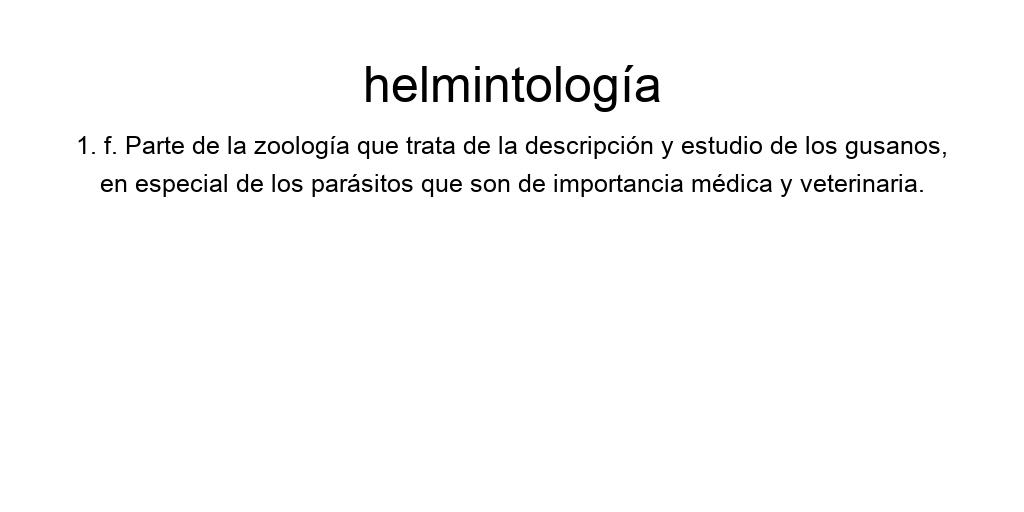 helmintología
1. f. Parte de la zoología que trata de la descripción y estudio de los gusanos,
en especial de los parásitos que son de importancia médica y veterinaria.